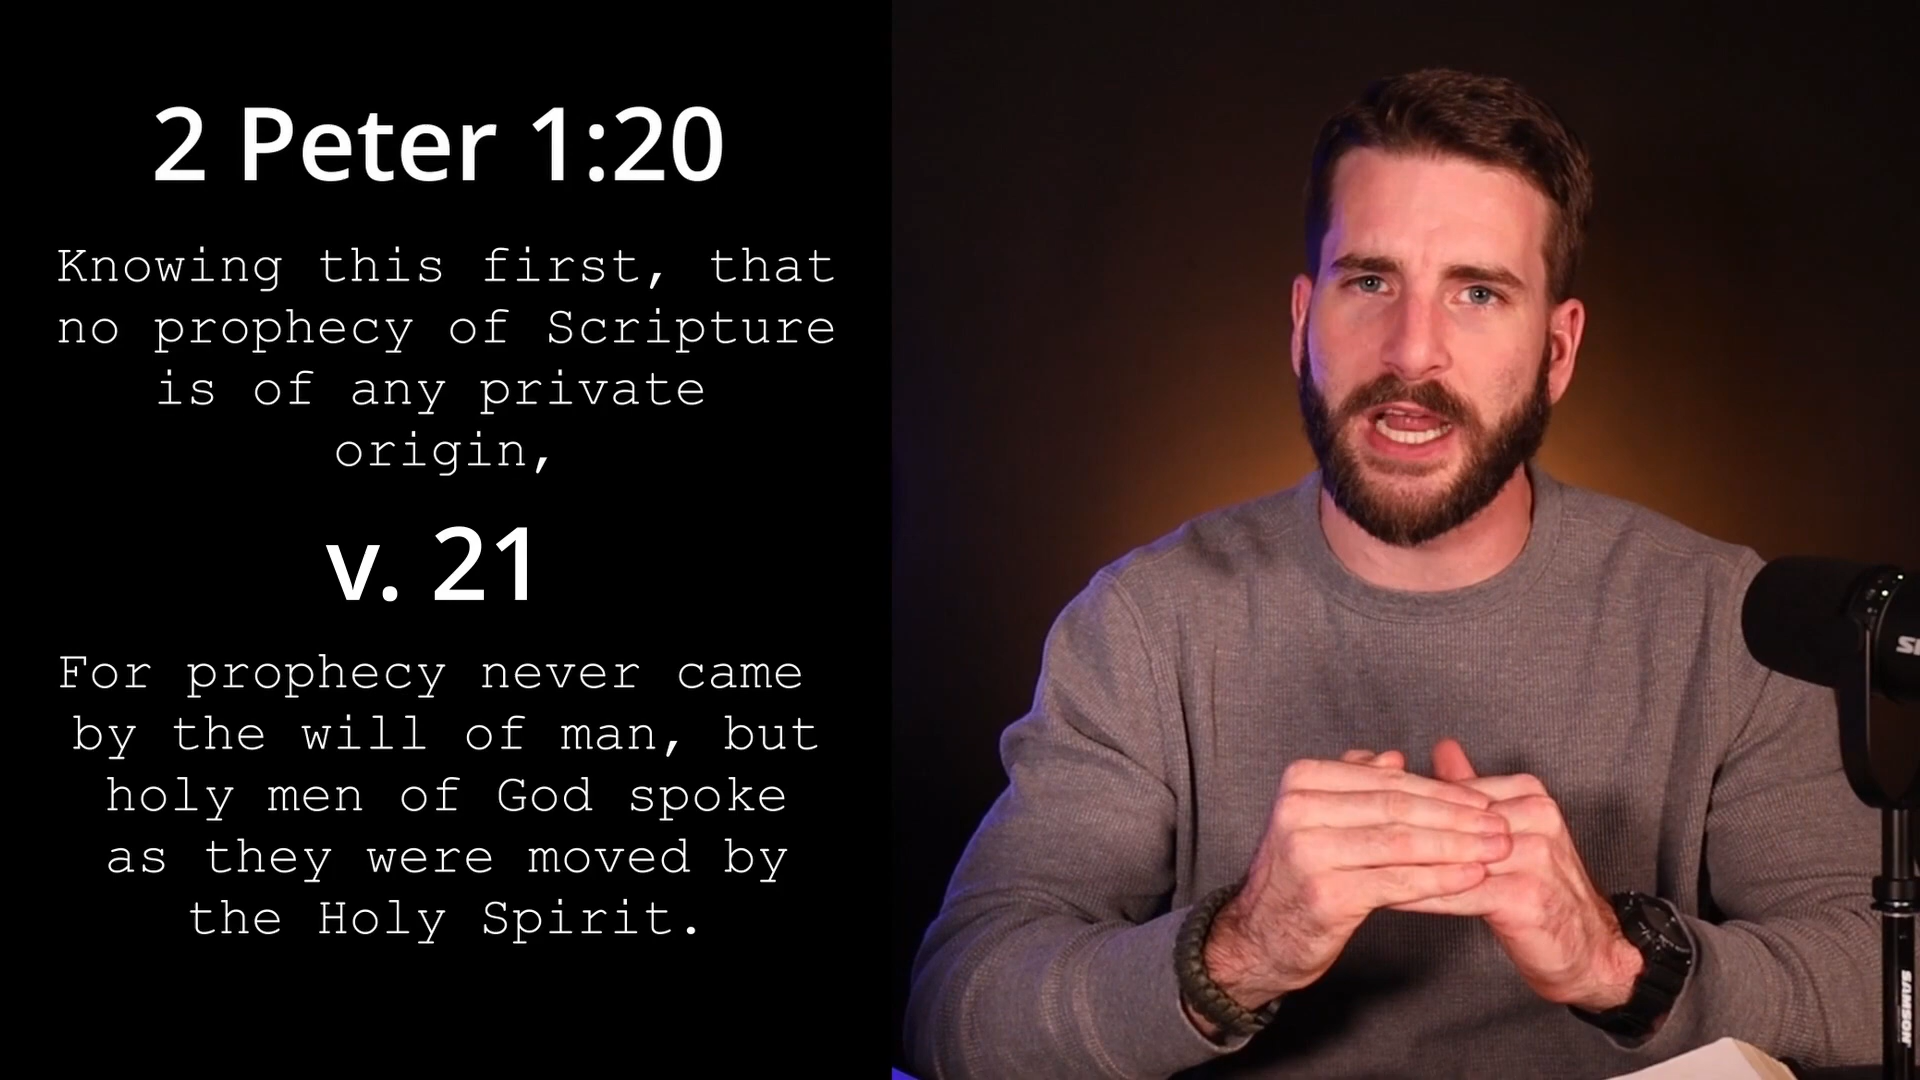 2 Peter 1:20
Knowing this first, that
no prophecy of Scripture
is of any private
origin,
v. 21
For prophecy never came
by the will of man, but
holy men of God spoke
as they were moved by
the Holy Spirit.
SAMSON